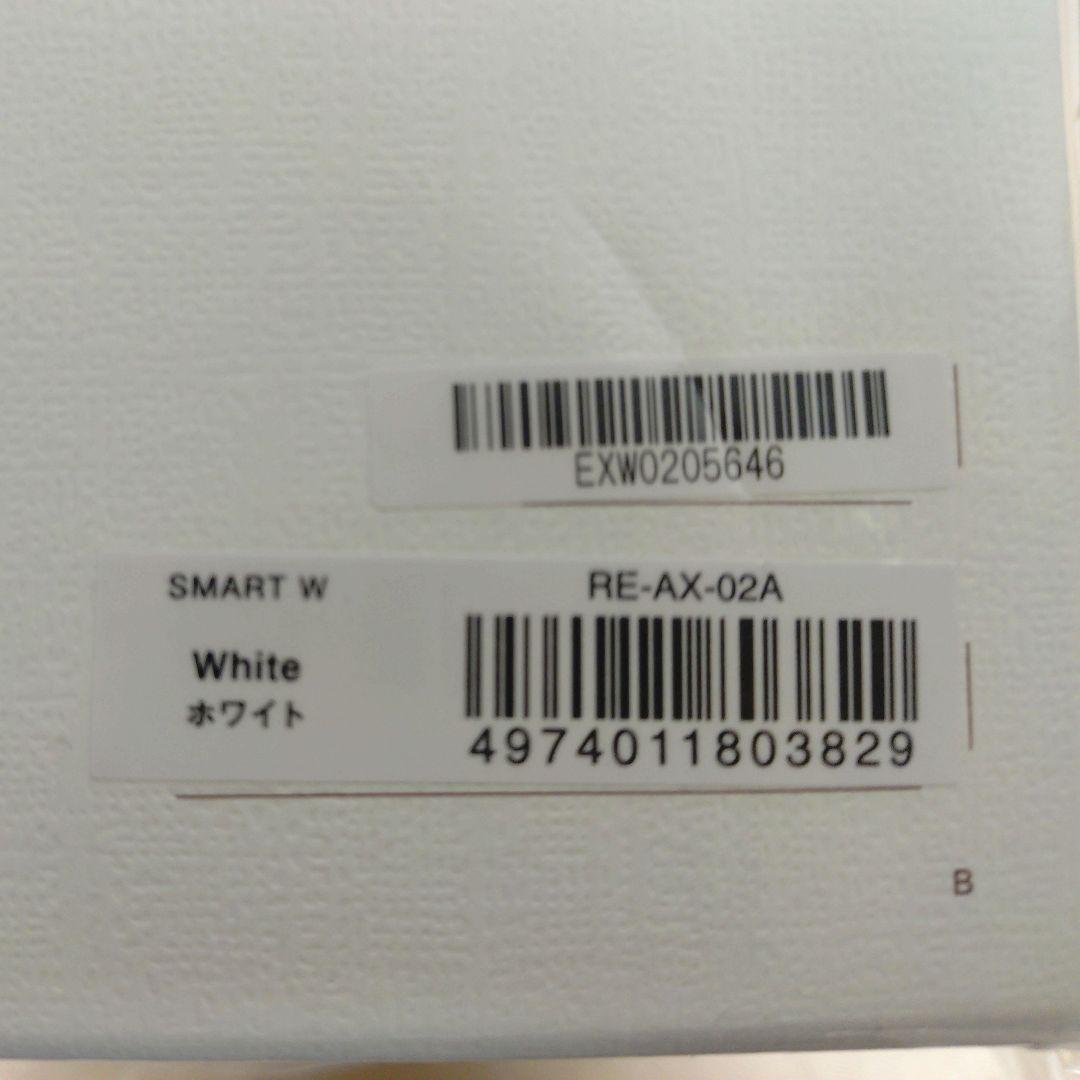 EXW0205646
SMART W
RE-AX-02A
White
ホワイト
4974011803829
B